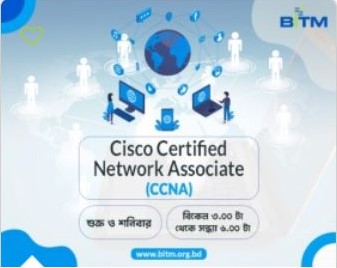 BITM
Cisco Certified
Network Associate
(CCNA)
শুক্র ও শনিবার
বিকেল ৩.০০ টা
থেকে সন্ধ্যা ৬.০০ টা
www.bitm.org.bd